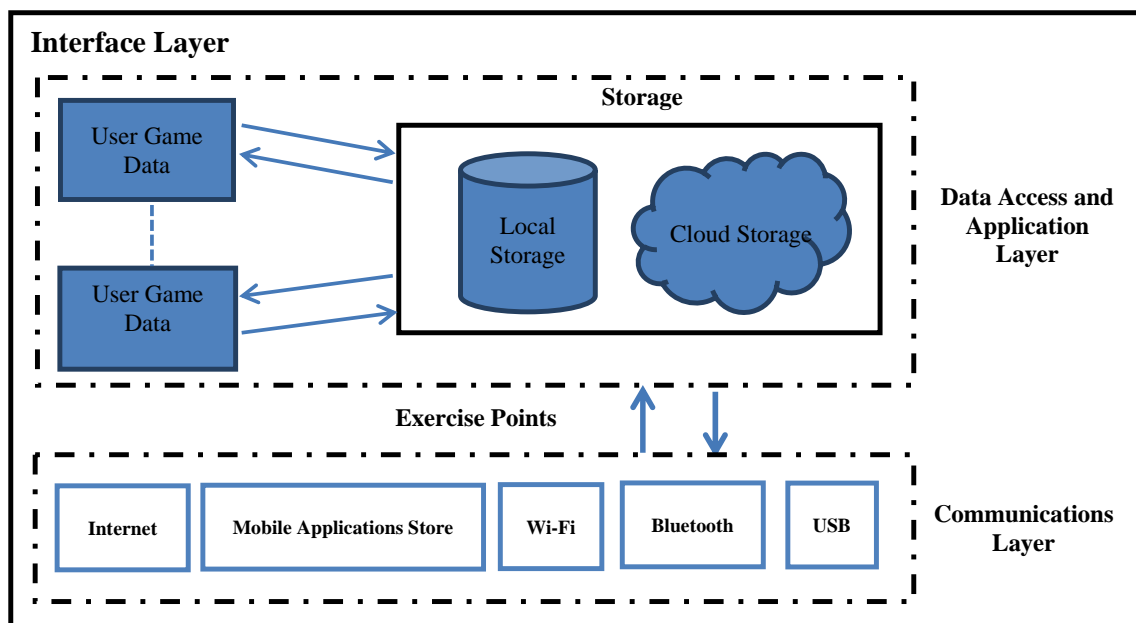 Interface Layer
Storage
User Game
Data
Local
Storage
Cloud Storage
User Game
Data
Data Access and
Application
Layer
Exercise Points
Internet
Mobile Applications Store
Wi-Fi
Bluetooth
USB
Communications
Layer